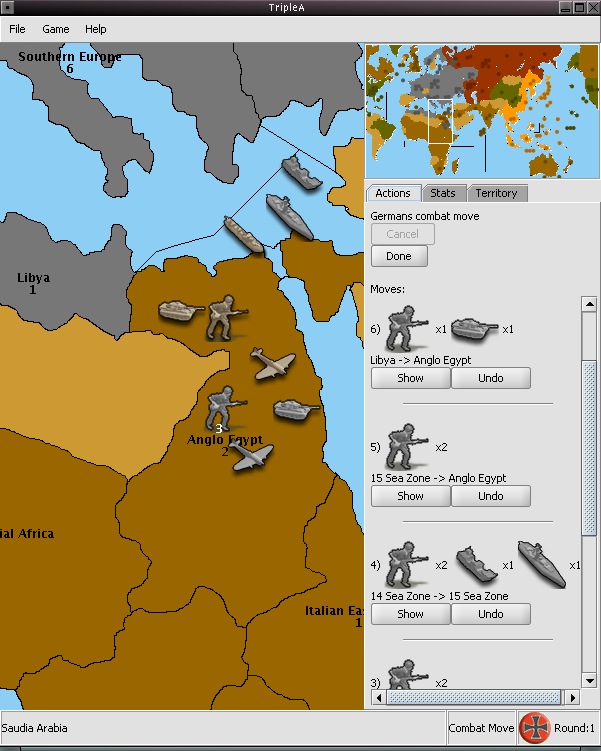 TripleA
File Game Help
Southern Europe
6
Libya
1
3
Anglo Egypt
2
ial Africa
Italian Ea
1
Actions Stats Territory
Germans combat move
Cancel
Done
Moves:
6) x1 x1
Libya -> Anglo Egypt
Show Undo
5) x2
15 Sea Zone -> Anglo Egypt
Show Undo
4) x2 x1 x1
14 Sea Zone -> 15 Sea Zone
Show Undo
3) x2
Saudia Arabia
Combat Move
Round:1